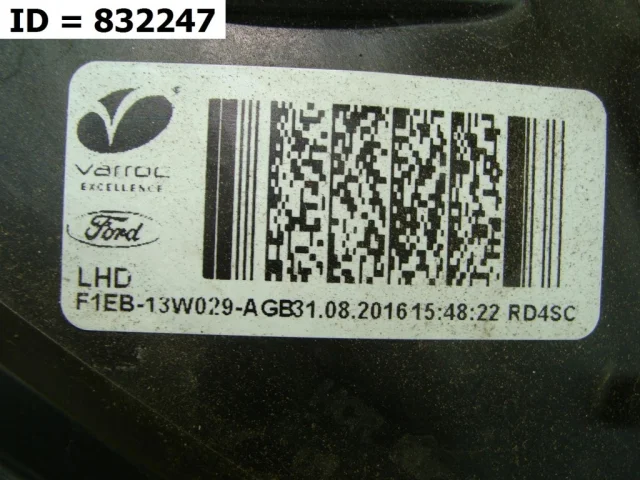 ID = 832247
varroc
EXCELLENCE
Ford
LHD
F1EB-13W029-AGB31.08.201615:48:22 RD4SC